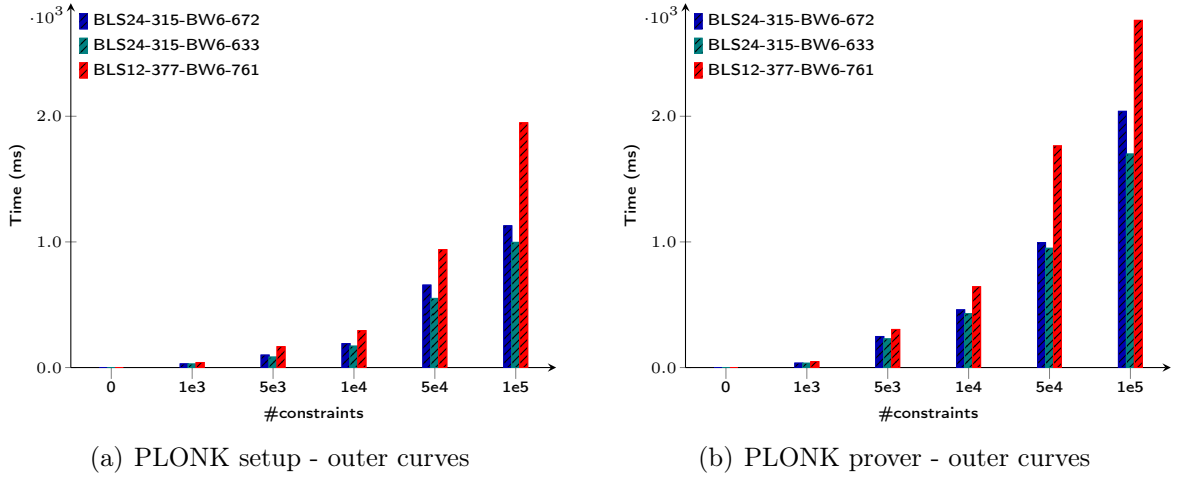 ·10³
BLS24-315-BW6-672
BLS24-315-BW6-633
BLS12-377-BW6-761
2.0
1.0
0.0
Time (ms)
0 1e3 5e3 1e4 5e4 1e5
#constraints
(a) PLONK setup - outer curves
·10³
BLS24-315-BW6-672
BLS24-315-BW6-633
BLS12-377-BW6-761
2.0
1.0
0.0
Time (ms)
0 1e3 5e3 1e4 5e4 1e5
#constraints
(b) PLONK prover - outer curves